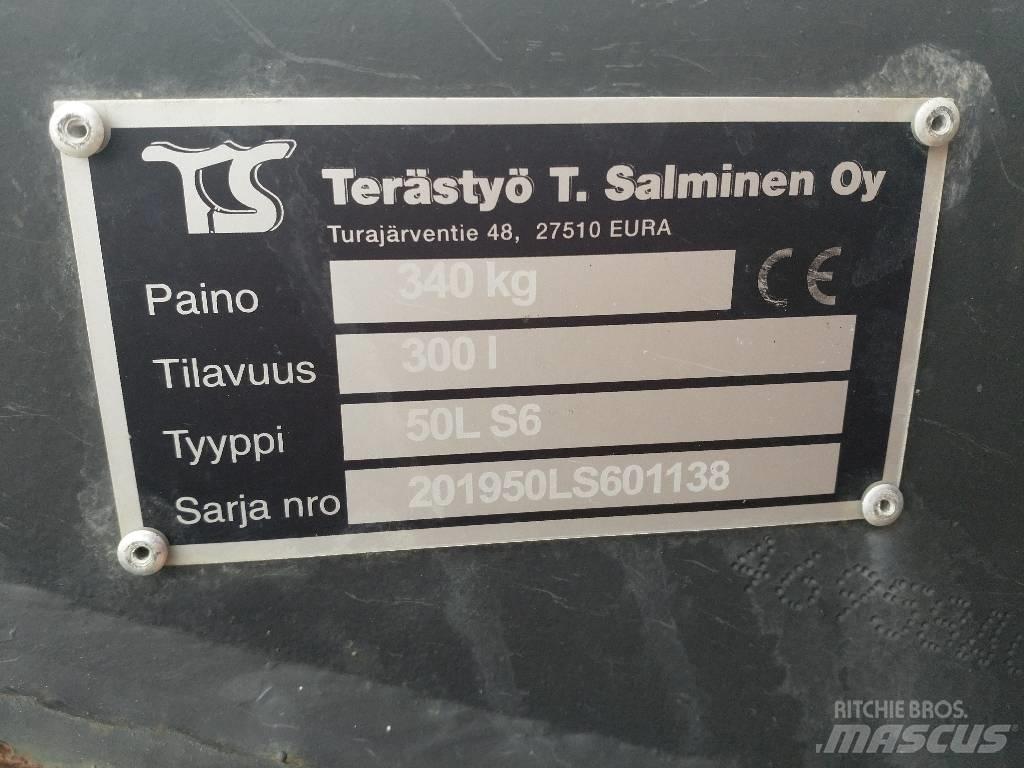 TS
Terästyö T. Salminen Oy
Turajärventie 48, 27510 EURA
Paino 340 kg CE
Tilavuus 300 l
Tyyppi 50L S6
Sarja nro 201950LS601138
RITCHIE BROS.
MASCUS